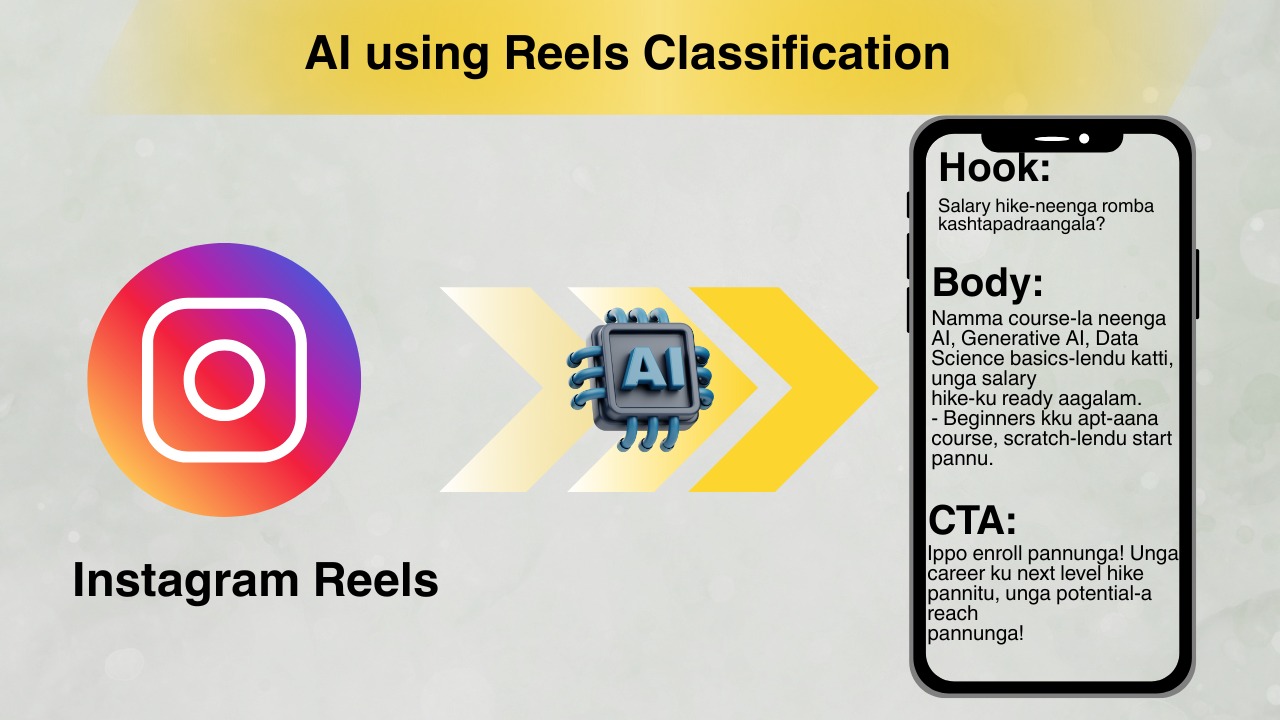 AI using Reels Classification
Instagram Reels
AI
Hook:
Salary hike-neenga romba
kashtapadraangala?
Body:
Namma course-la neenga
AI, Generative AI, Data
Science basics-lendu katti,
unga salary
hike-ku ready aagalam.
- Beginners kku apt-aana
course, scratch-lendu start
pannu.
CTA:
Ippo enroll pannunga! Unga
career ku next level hike
pannitu, unga potential-a
reach
pannunga!